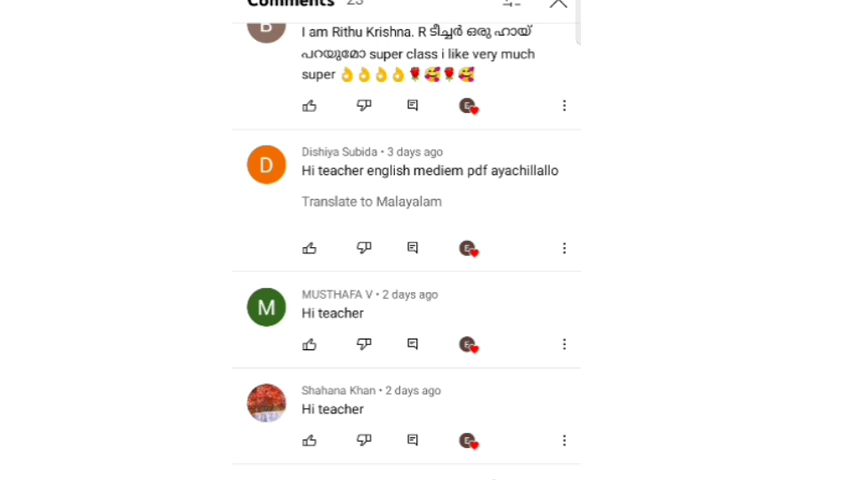 Comments 23
B
I am Rithu Krishna. R ടീച്ചർ ഒരു ഹായ്
പറയുമോ super class i like very much
super 👌👌👌👌🌹🥰🌹🥰
E
D
Dishiya Subida • 3 days ago
Hi teacher english mediem pdf ayachillallo
Translate to Malayalam
E
M
MUSTHAFA V • 2 days ago
Hi teacher
E
Shahana Khan • 2 days ago
Hi teacher
E